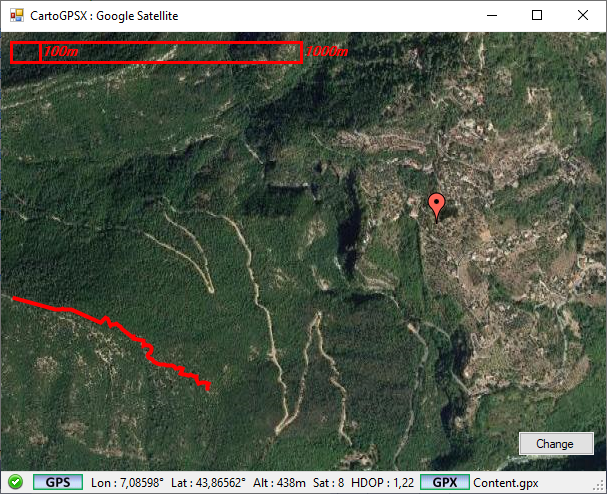 CartoGPSX : Google Satellite
100m 1000m
Change
GPS Lon : 7,08598° Lat : 43,86562° Alt : 438m Sat : 8 HDOP : 1,22 GPX Content.gpx